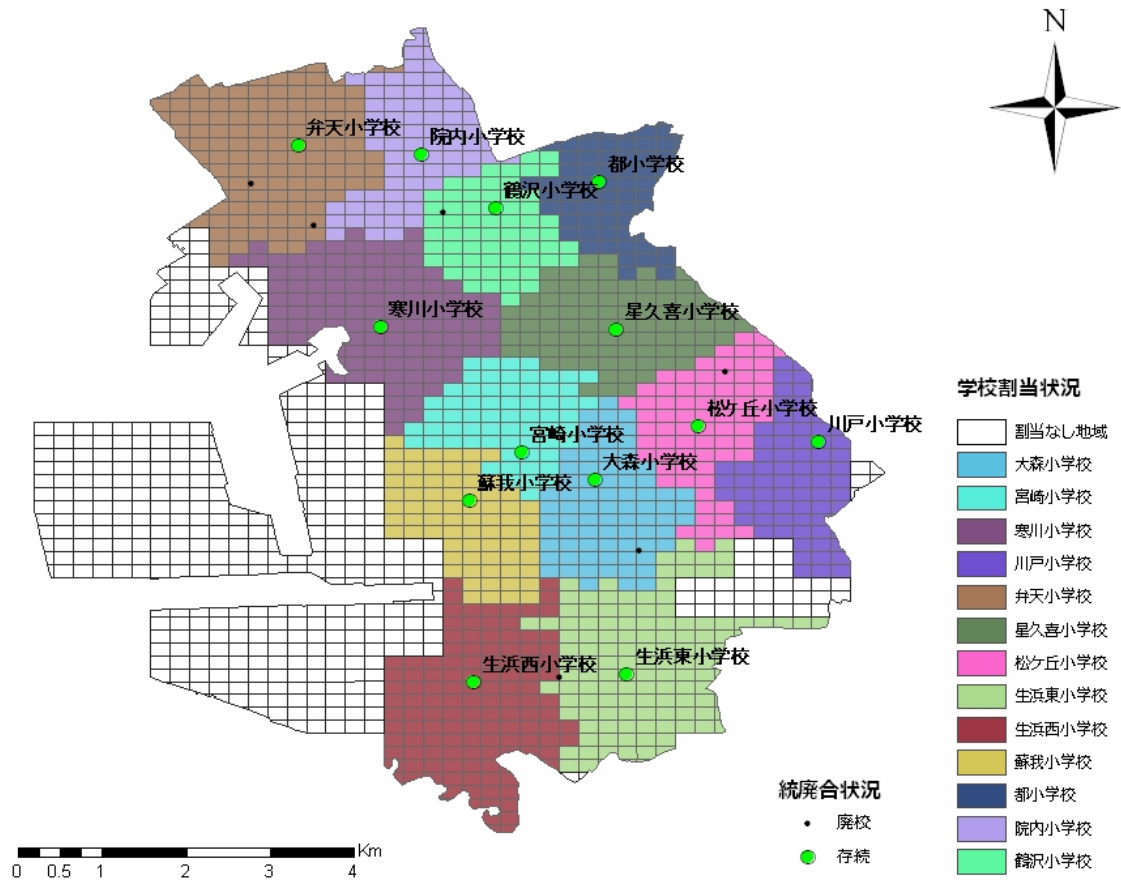 N
弁天小学校
院内小学校
都小学校
鶴沢小学校
寒川小学校
星久喜小学校
松ケ丘小学校
川戸小学校
宮崎小学校
大森小学校
蘇我小学校
生浜西小学校
生浜東小学校
学校割当状況
割当なし地域
大森小学校
宮崎小学校
寒川小学校
川戸小学校
弁天小学校
星久喜小学校
松ケ丘小学校
生浜東小学校
生浜西小学校
蘇我小学校
都小学校
院内小学校
鶴沢小学校
統廃合状況
廃校
存続
Km
0 0.5 1 2 3 4